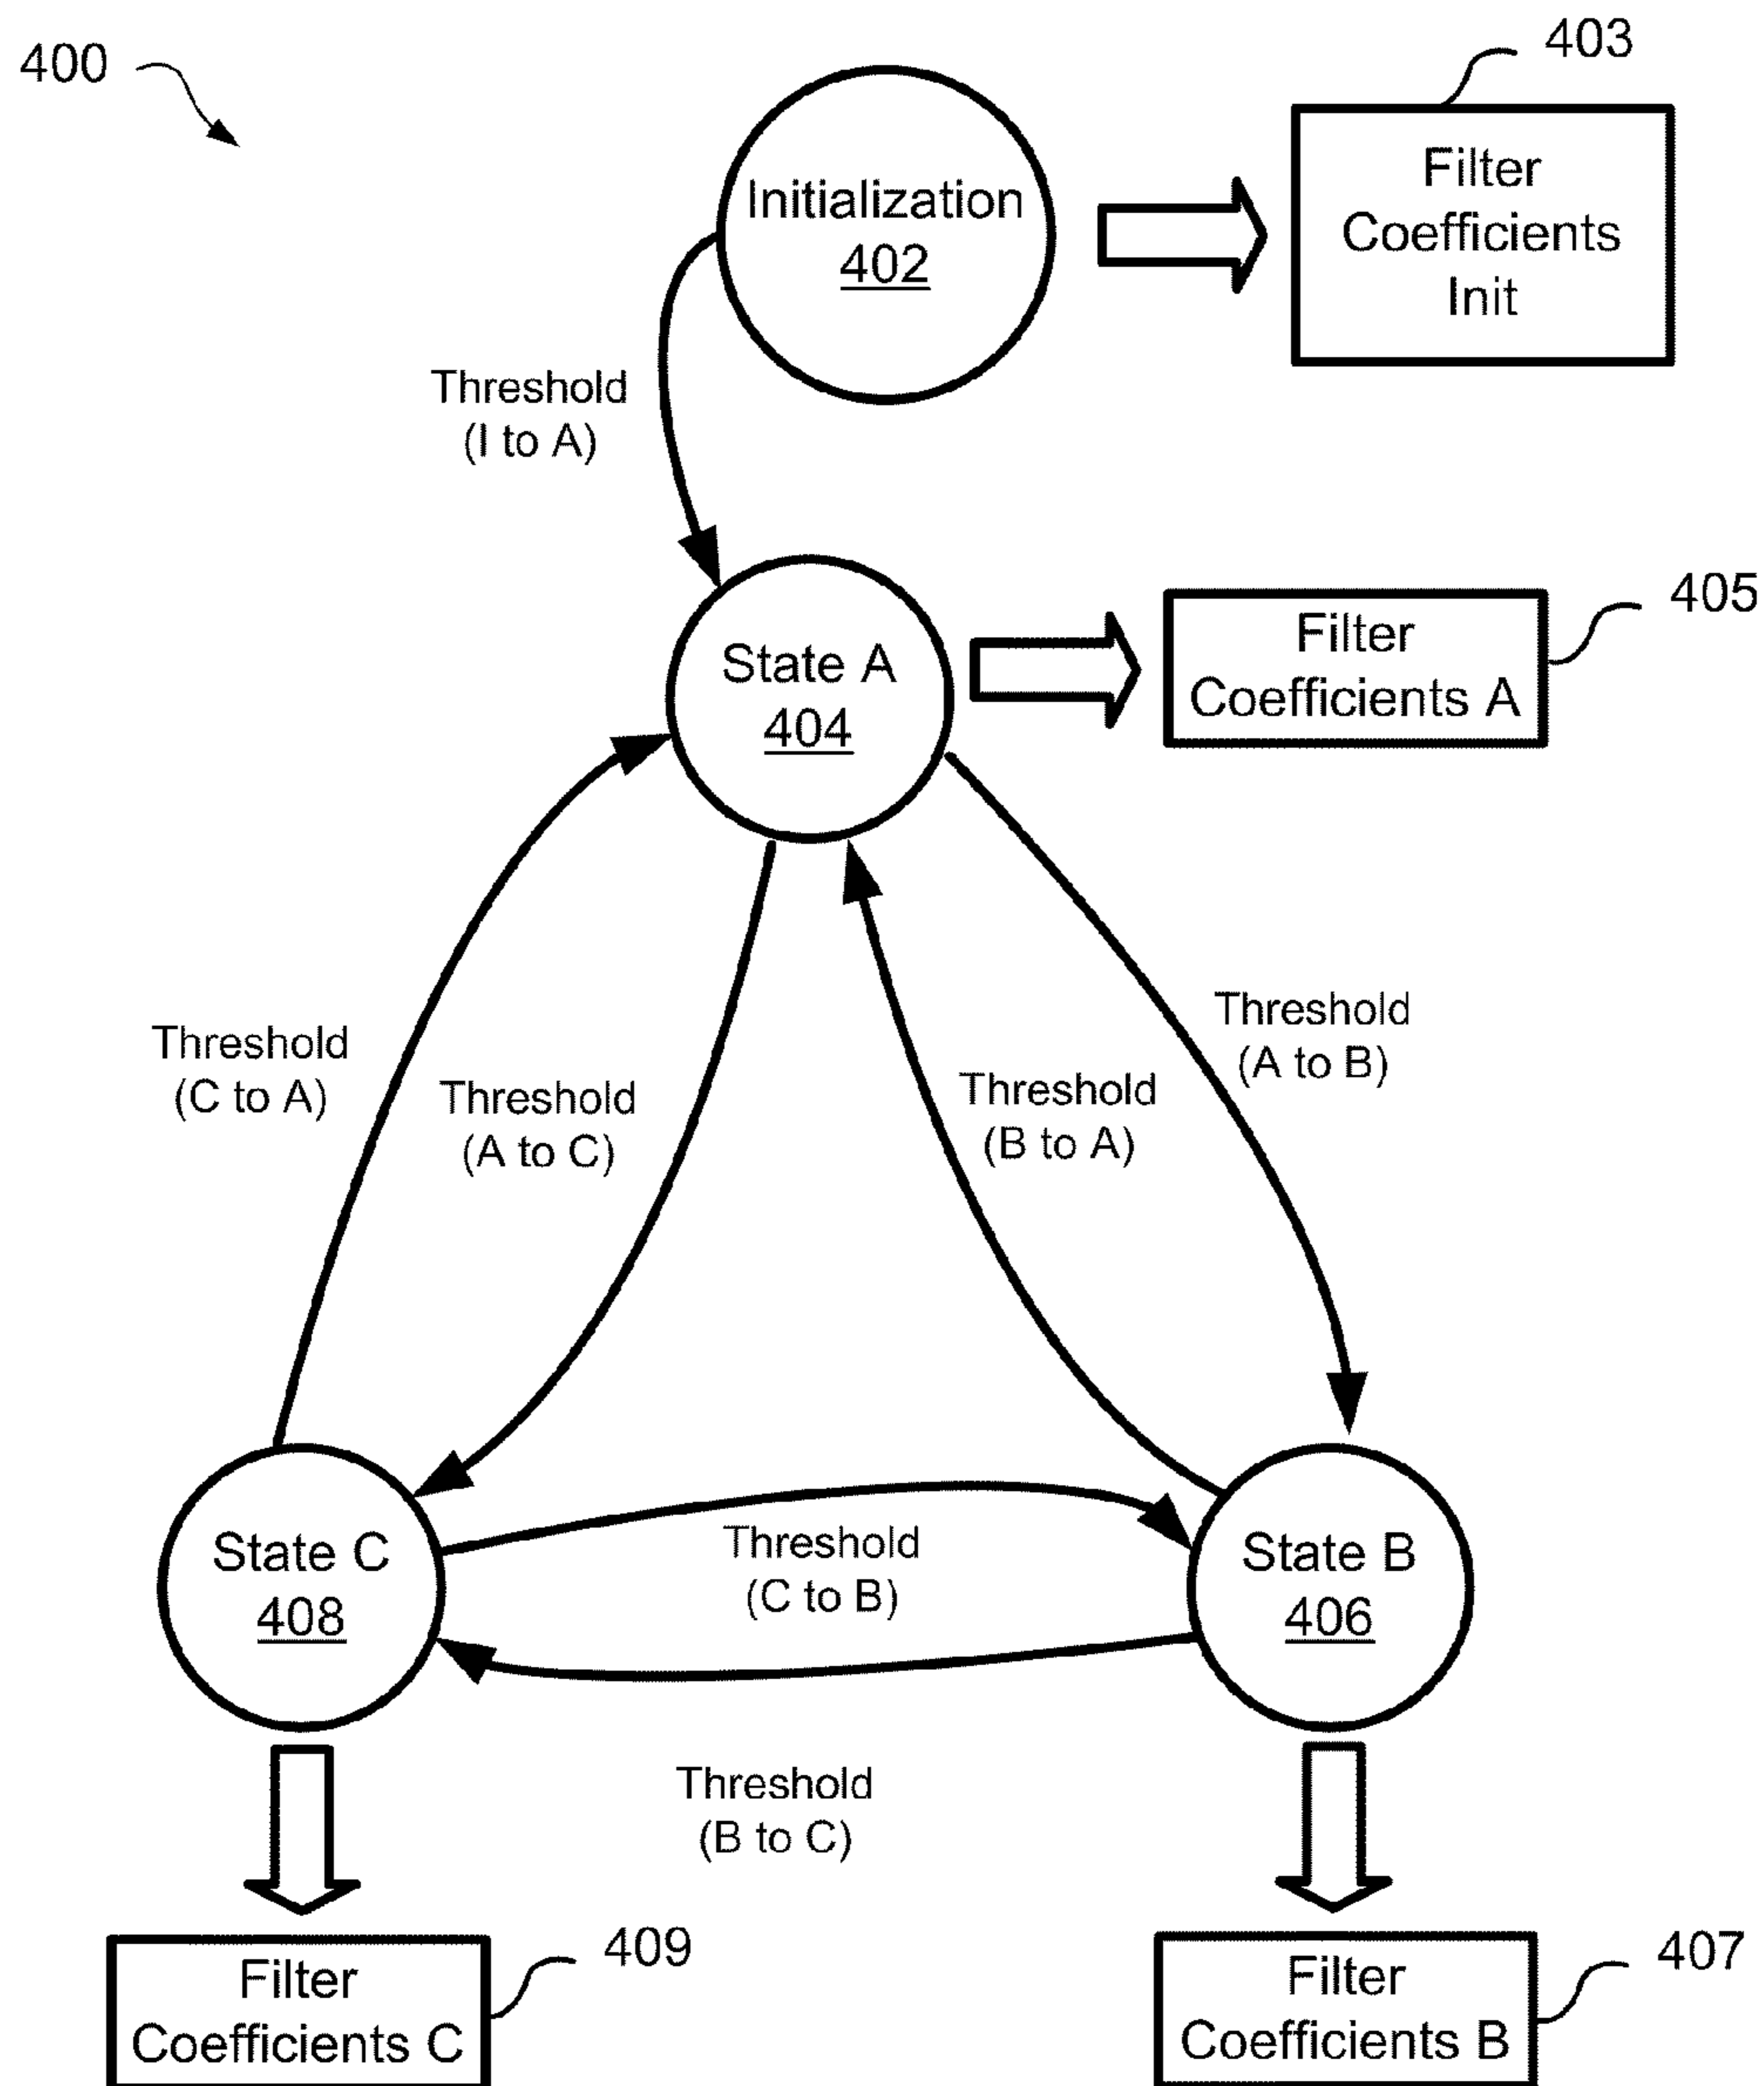 400
403
Initialization
402
Filter
Coefficients
Init
Threshold
(I to A)
405
State A
404
Filter
Coefficients A
Threshold
(C to A)
Threshold
(A to C)
Threshold
(B to A)
Threshold
(A to B)
State C
408
Threshold
(C to B)
State B
406
Threshold
(B to C)
409
Filter
Coefficients C
407
Filter
Coefficients B